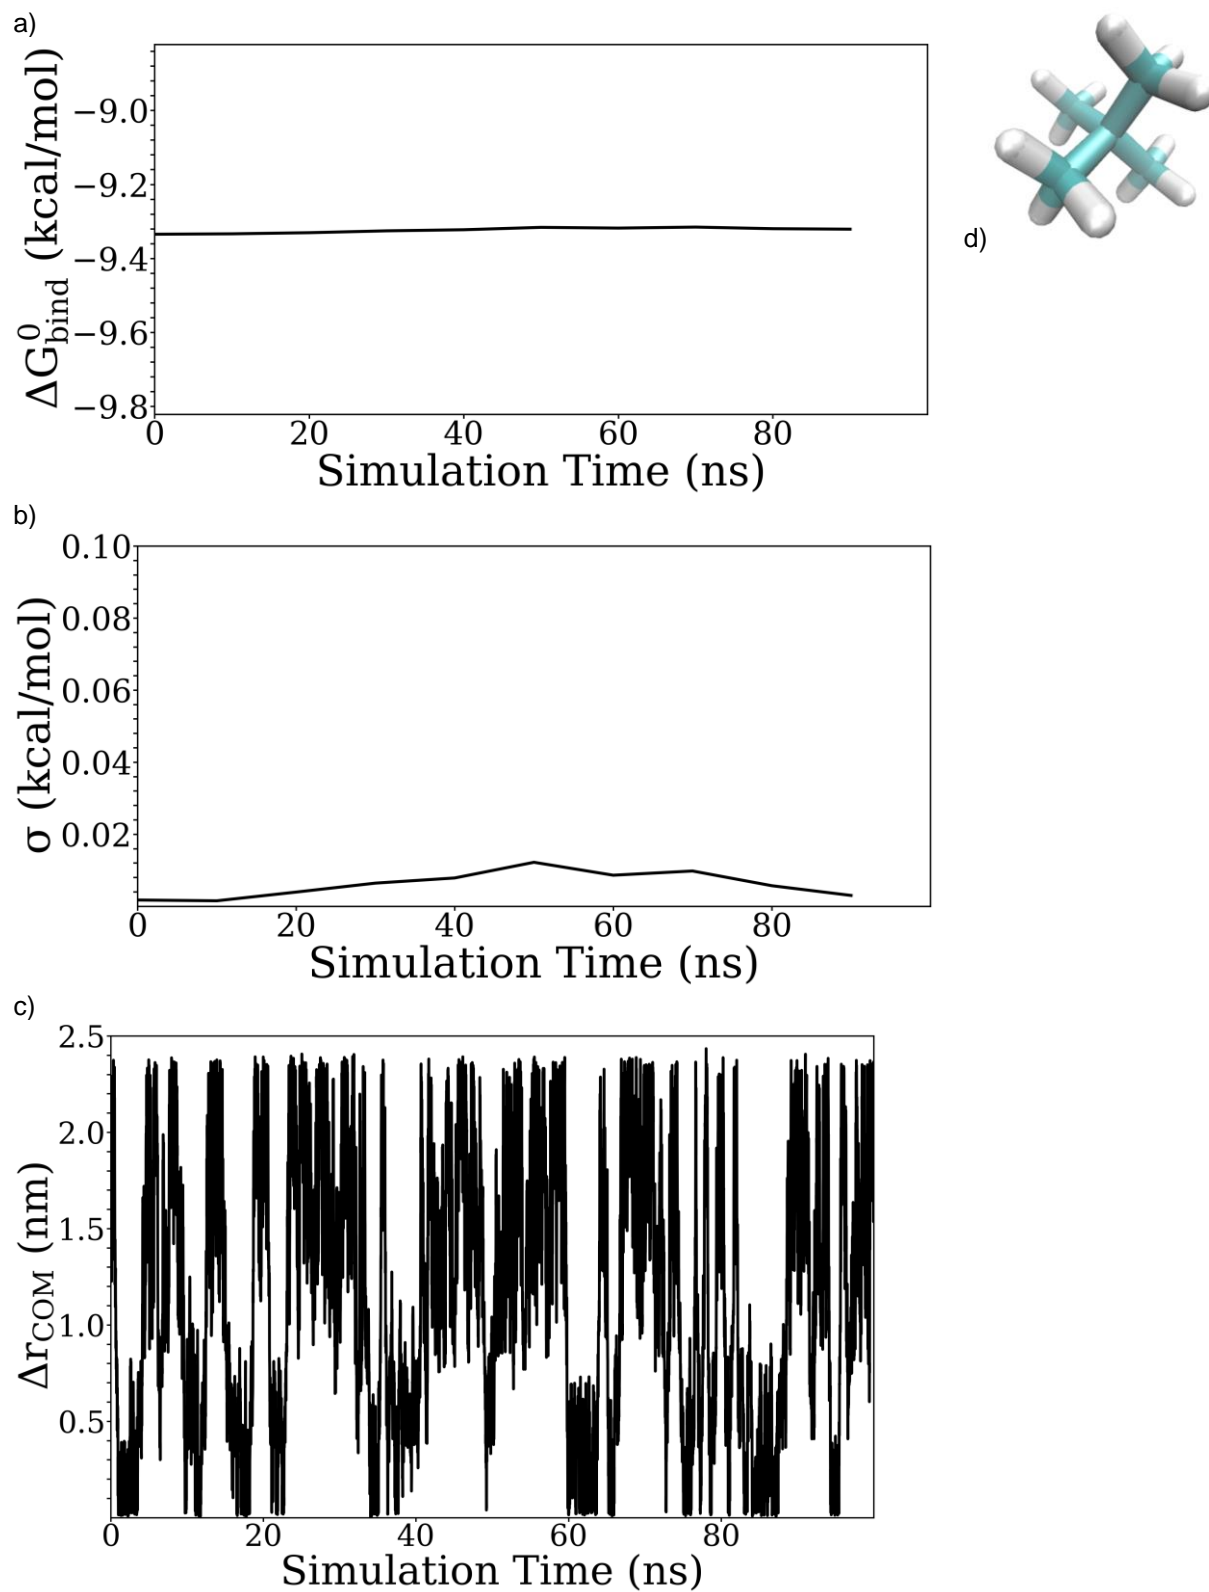 a)
ΔG⁰bind (kcal/mol)
−9.0
−9.2
−9.4
−9.6
−9.8
0 20 40 60 80
Simulation Time (ns)
d)
b)
σ (kcal/mol)
0.10
0.08
0.06
0.04
0.02
0 20 40 60 80
Simulation Time (ns)
c)
ΔrCOM (nm)
2.5
2.0
1.5
1.0
0.5
0 20 40 60 80
Simulation Time (ns)